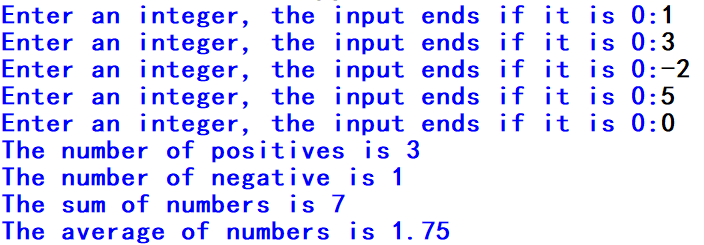 Enter an integer, the input ends if it is 0:1
Enter an integer, the input ends if it is 0:3
Enter an integer, the input ends if it is 0:-2
Enter an integer, the input ends if it is 0:5
Enter an integer, the input ends if it is 0:0
The number of positives is 3
The number of negative is 1
The sum of numbers is 7
The average of numbers is 1.75